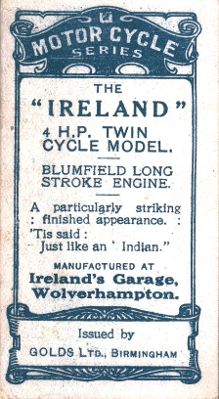 MOTOR CYCLE
SERIES
THE
"IRELAND"
4 H.P. TWIN
CYCLE MODEL.
BLUMFIELD LONG
STROKE ENGINE.
A particularly striking
: finished appearance. :
'Tis said :
Just like an ' Indian."
MANUFACTURED AT
Ireland's Garage,
Wolverhampton.
Issued by
GOLDS LTD., BIRMINGHAM